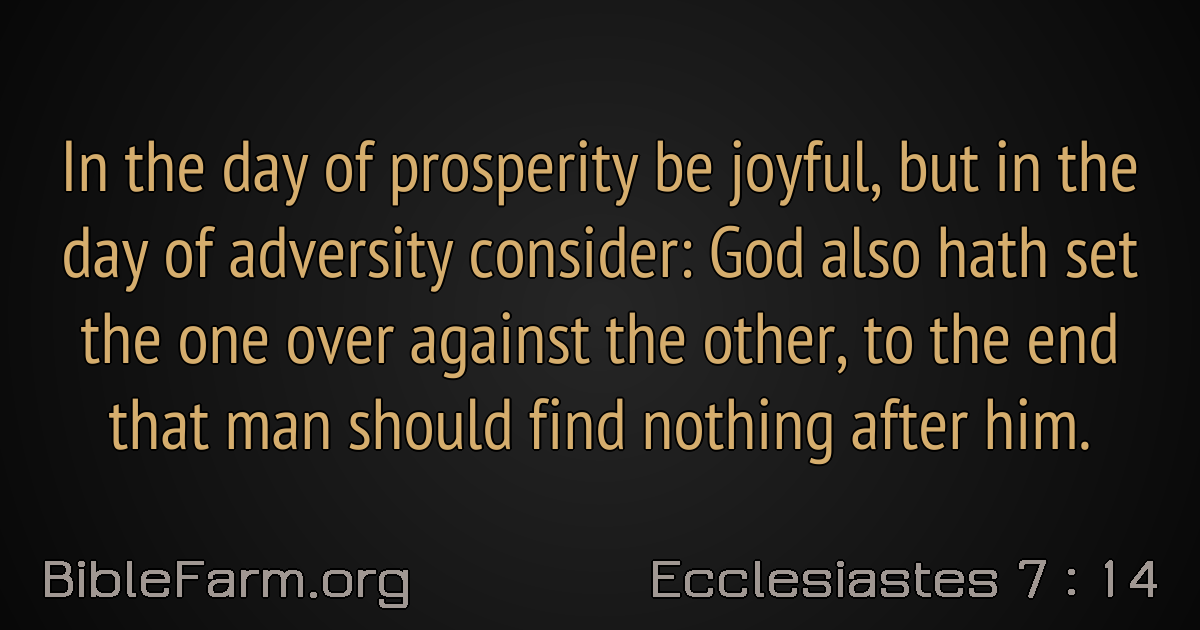 In the day of prosperity be joyful, but in the
day of adversity consider: God also hath set
the one over against the other, to the end
that man should find nothing after him.
BibleFarm.org
Ecclesiastes 7 : 14